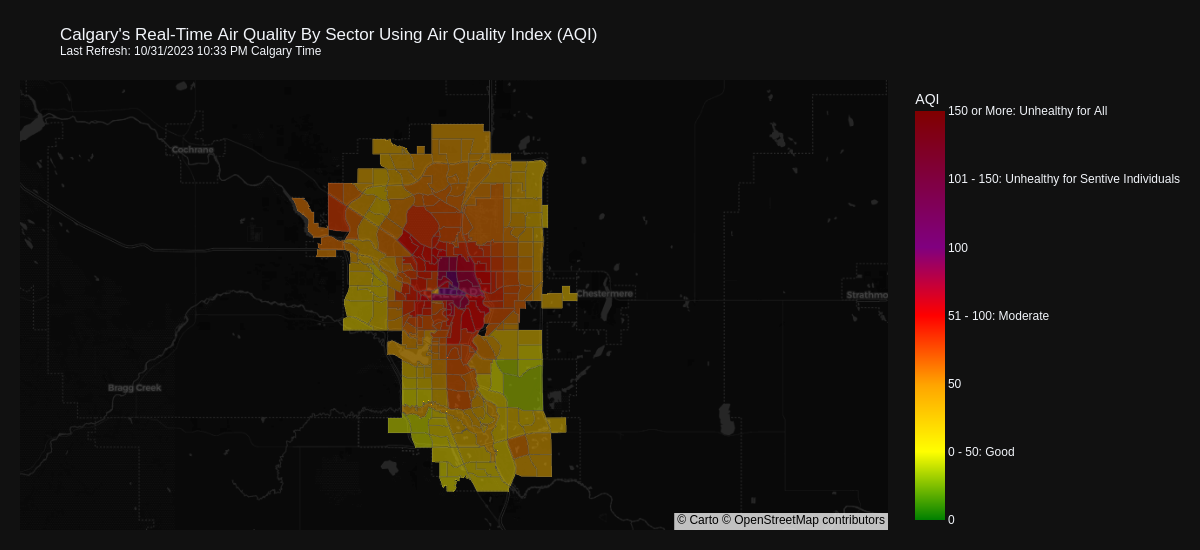 Calgary's Real-Time Air Quality By Sector Using Air Quality Index (AQI)
Last Refresh: 10/31/2023 10:33 PM Calgary Time
AQI
150 or More: Unhealthy for All
Cochrane
101 - 150: Unhealthy for Sentive Individuals
100
Chestermere
Strathmo
51 - 100: Moderate
50
Bragg Creek
0 - 50: Good
0
© Carto © OpenStreetMap contributors